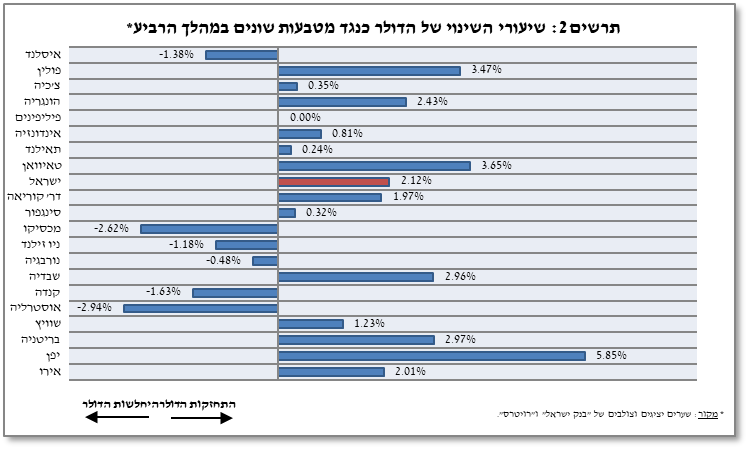 תרשים 2: שיעורי השינוי של הדולר כנגד מטבעות שונים במהלך הרביע*
איסלנד -1.38%
פולין 3.47%
צ'כיה 0.35%
הונגריה 2.43%
פיליפינים 0.00%
אינדונזיה 0.81%
תאילנד 0.24%
טאיוואן 3.65%
ישראל 2.12%
דר' קוריאה 1.97%
סינגפור 0.32%
מכסיקו -2.62%
ניו זילנד -1.18%
נורבגיה -0.48%
שבדיה 2.96%
קנדה -1.63%
אוסטרליה -2.94%
שוויץ 1.23%
בריטניה 2.97%
יפן 5.85%
אירו 2.01%
התחזקות הדולר היחלשות הדולר
* מקור: שערים יציגים וצולבים של "בנק ישראל" ו"רויטרס".